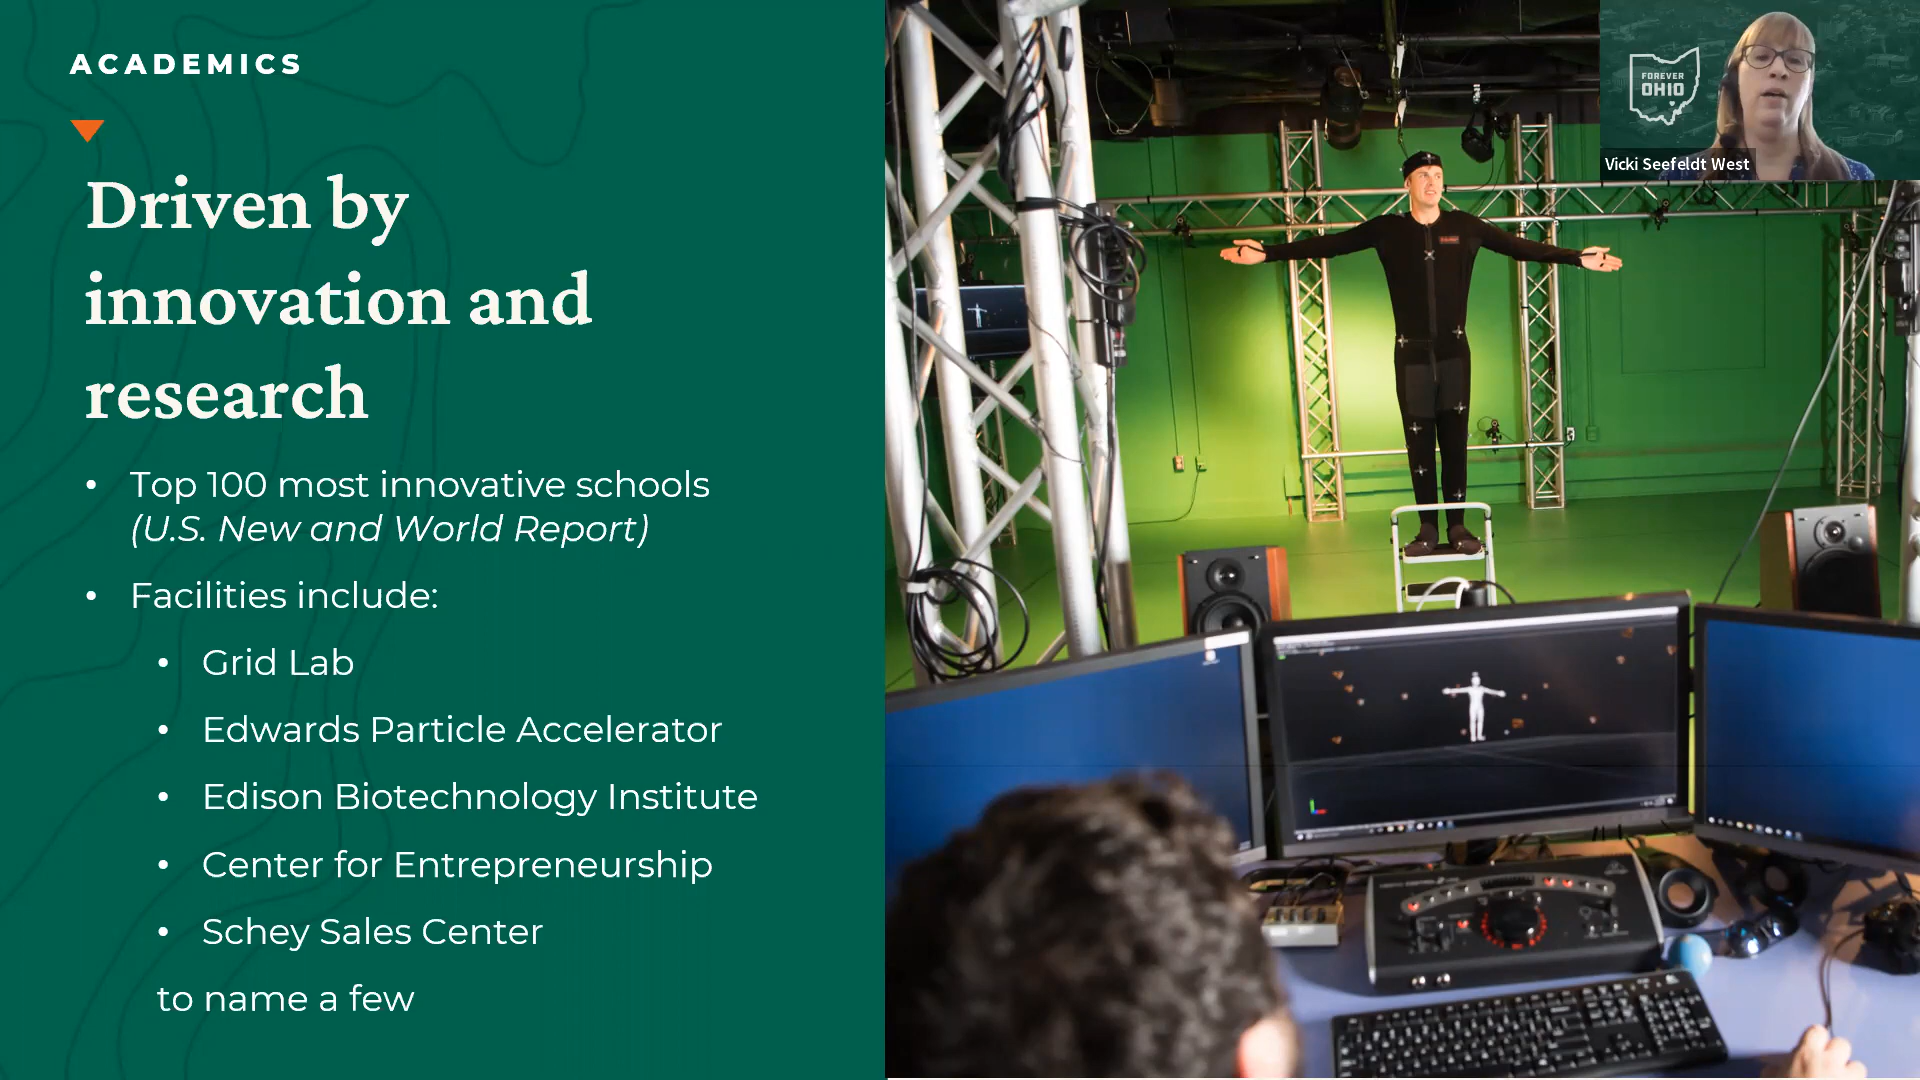 ACADEMICS
Driven by
innovation and
research
• Top 100 most innovative schools
(U.S. New and World Report)
• Facilities include:
• Grid Lab
• Edwards Particle Accelerator
• Edison Biotechnology Institute
• Center for Entrepreneurship
• Schey Sales Center
to name a few
FOREVER
OHIO
Vicki Seefeldt West